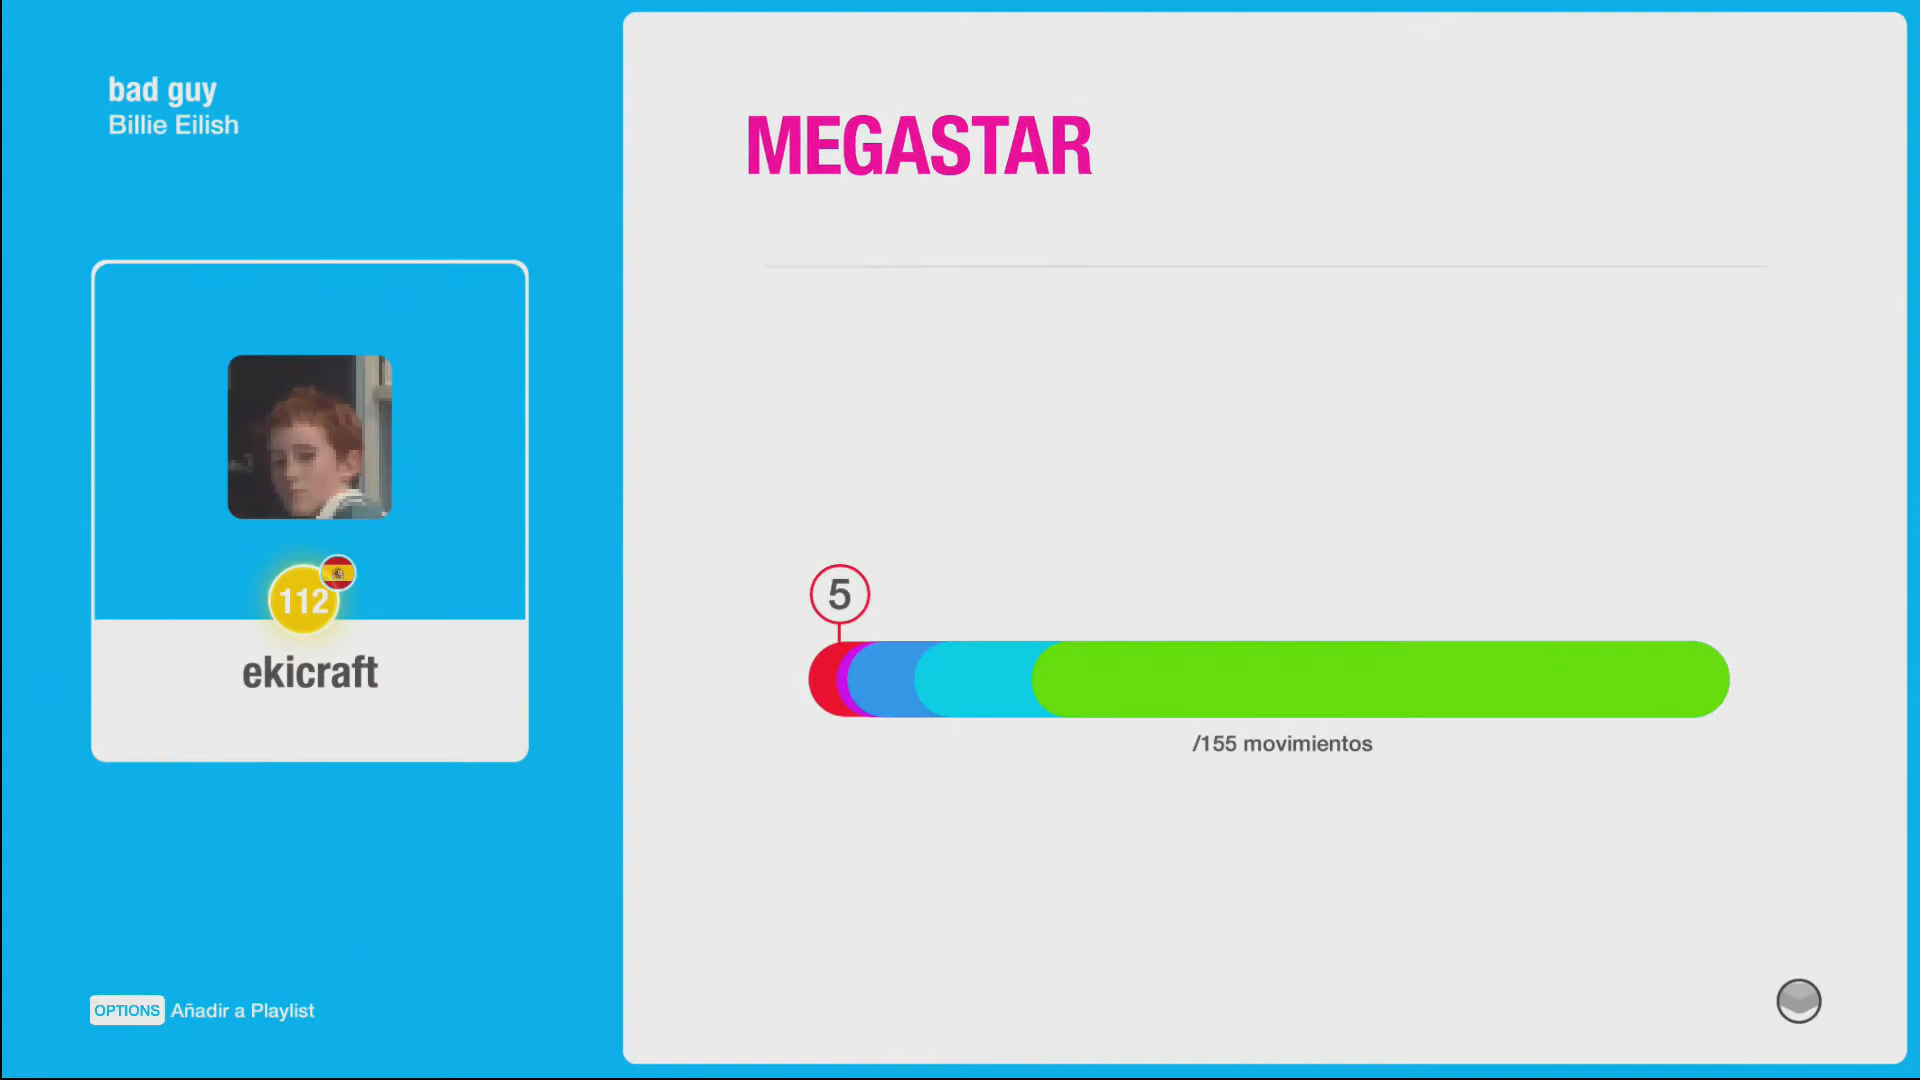 bad guy
Billie Eilish
MEGASTAR
112
ekicraft
5
/155 movimientos
OPTIONS Añadir a Playlist